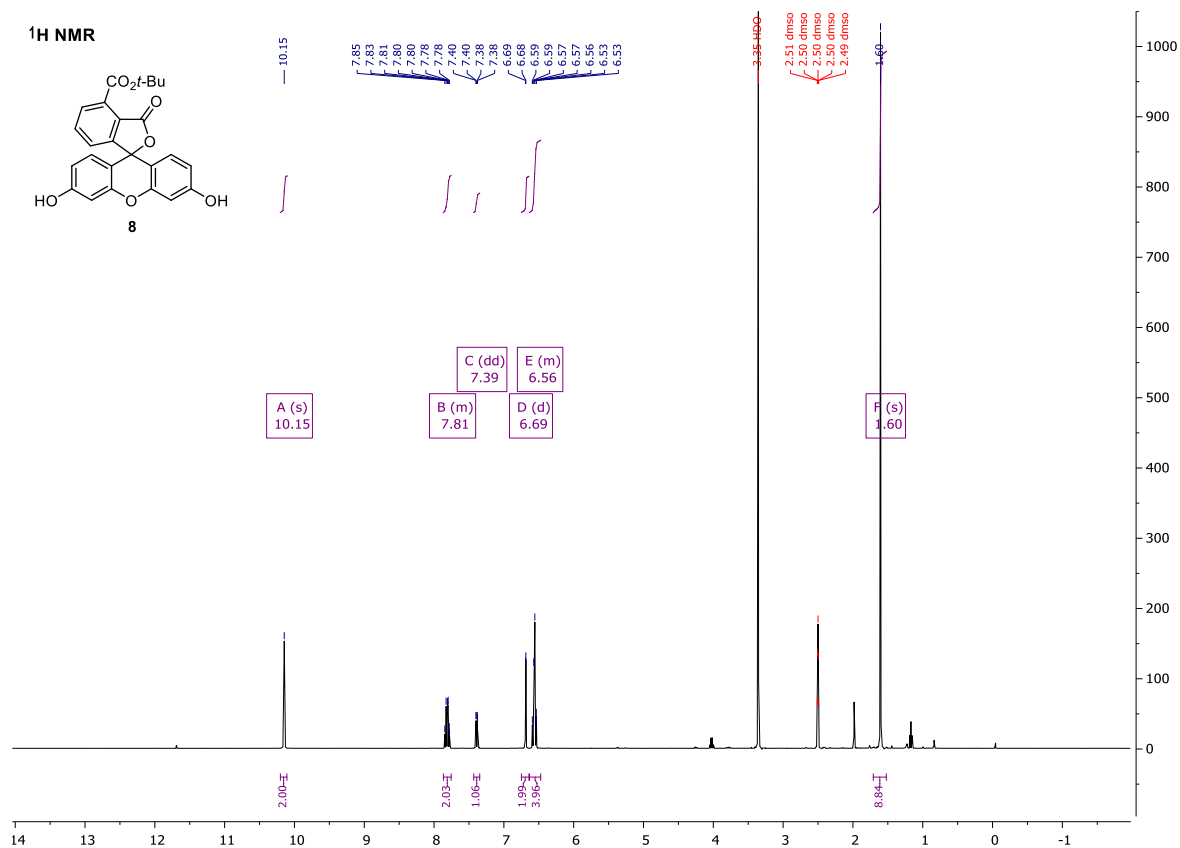 ¹H NMR
CO₂t-Bu
O
O
HO
O
OH
8
10.15
7.85
7.83
7.81
7.80
7.80
7.78
7.78
7.40
7.40
7.38
7.38
6.69
6.68
6.59
6.59
6.57
6.57
6.56
6.53
6.53
3.35 HDO
2.51 dmso
2.50 dmso
2.50 dmso
2.50 dmso
2.49 dmso
1.60
C (dd)
7.39
E (m)
6.56
A (s)
10.15
B (m)
7.81
D (d)
6.69
F (s)
1.60
2.00
2.03
1.06
1.99
3.96
8.84
1000
900
800
700
600
500
400
300
200
100
0
14 13 12 11 10 9 8 7 6 5 4 3 2 1 0 -1